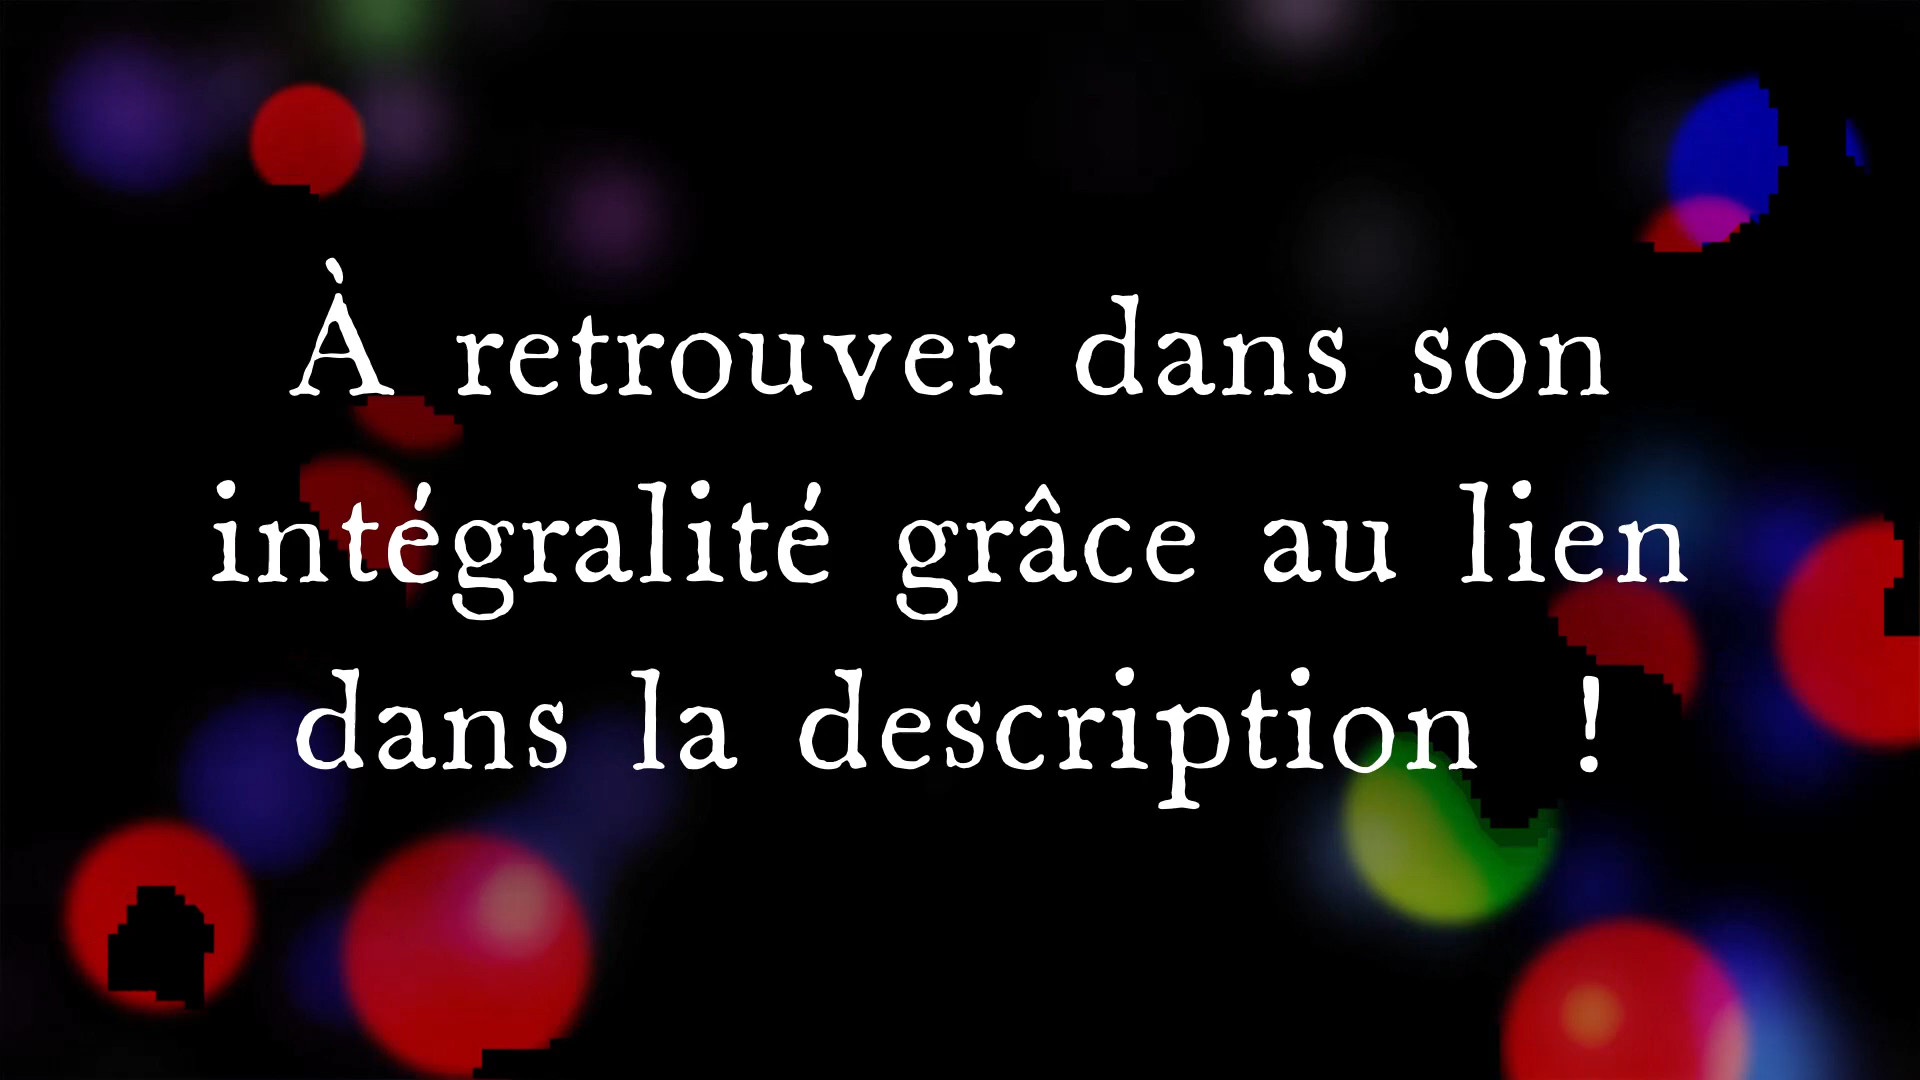 À retrouver dans son
intégralité grâce au lien
dans la description !